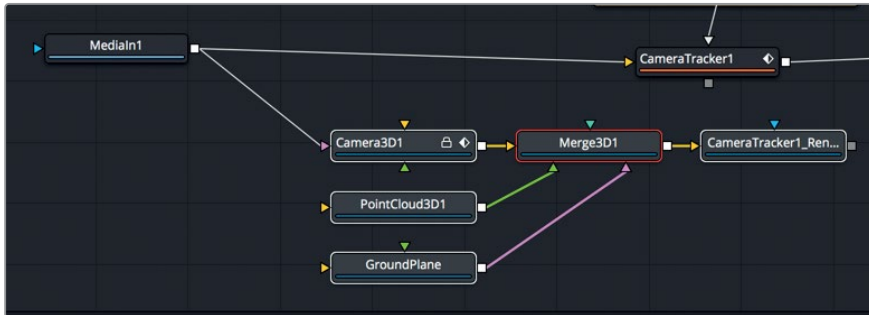 MediaIn1
CameraTracker1
Camera3D1
Merge3D1
CameraTracker1_Ren...
PointCloud3D1
GroundPlane